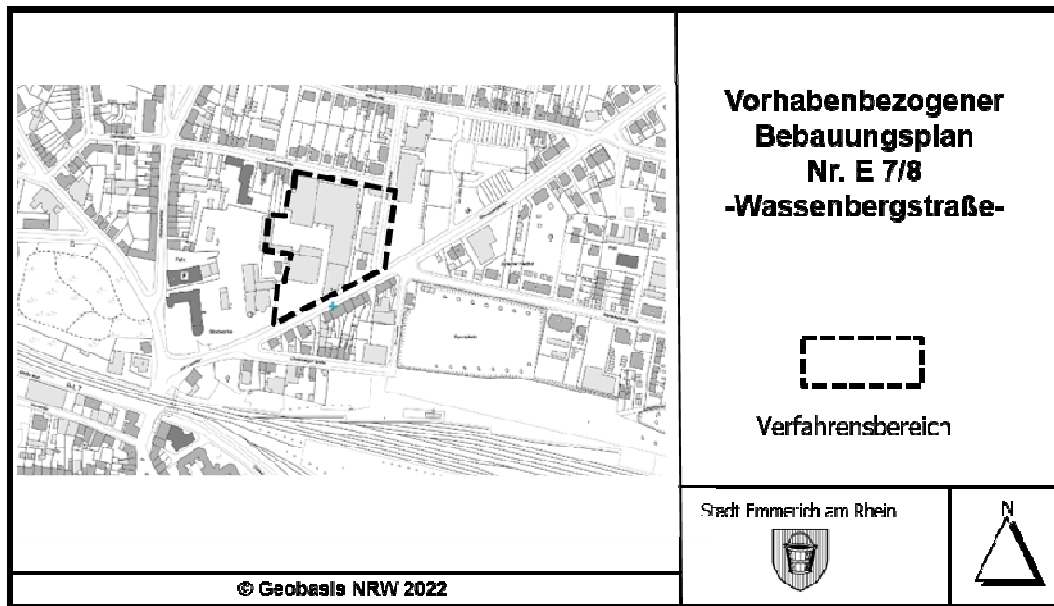 Vorhabenbezogener
Bebauungsplan
Nr. E 7/8
-Wassenbergstraße-
Verfahrensbereich
Stadt Emmerich am Rhein
N
© Geobasis NRW 2022